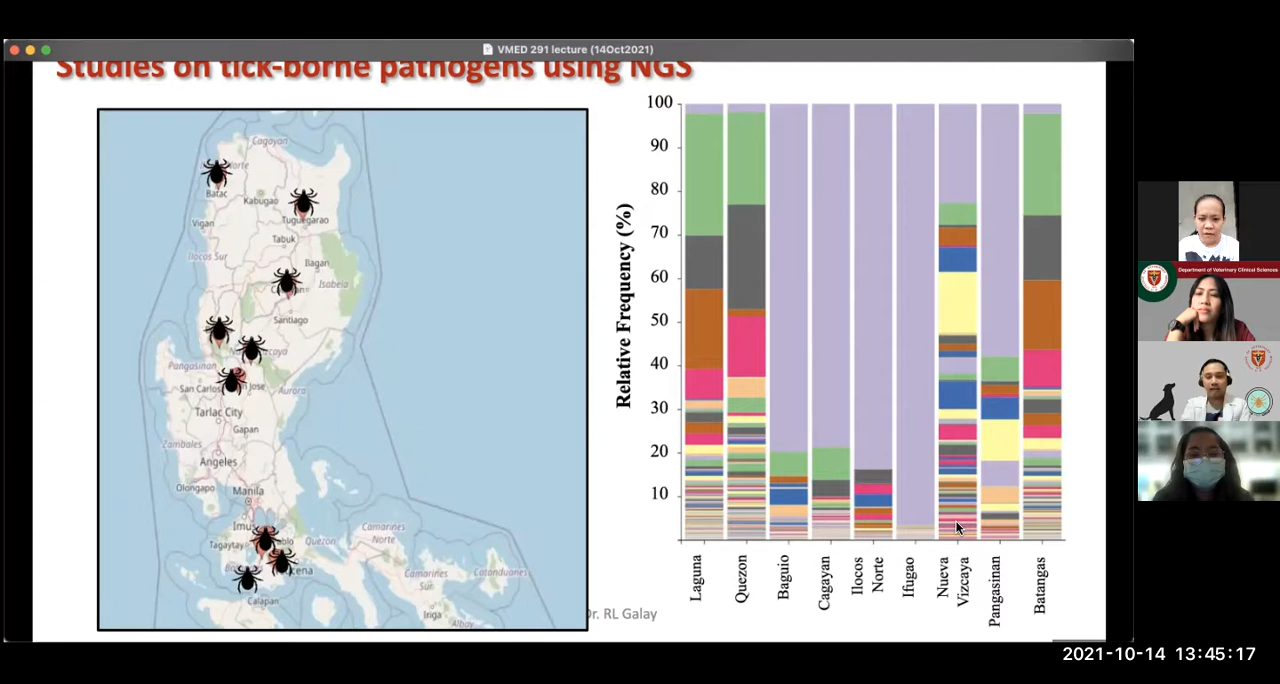 VMED 291 lecture (14Oct2021)
Studies on tick-borne pathogens using NGS
Cagayan
Norte
Batac
Kabugao
Tuguegarao
Vigan
Tabuk
Ilocos Sur
Ilagan
Isabela
Santiago
Pangasinan
San Carlos
Jose
Aurora
Tarlac City
Gapan
Zambales
Angeles
Olongapo
Manila
Imus
Tagaytay
Quezon
Camarines
Norte
Camarines
Sur
Catanduanes
Calapan
Iriga
Albay
Relative Frequency (%)
100
90
80
70
60
50
40
30
20
10
Laguna
Quezon
Baguio
Cagayan
Ilocos
Norte
Ifugao
Nueva
Vizcaya
Pangasinan
Batangas
Dr. RL Galay
Department of Veterinary Clinical Sciences
2021-10-14 13:45:17